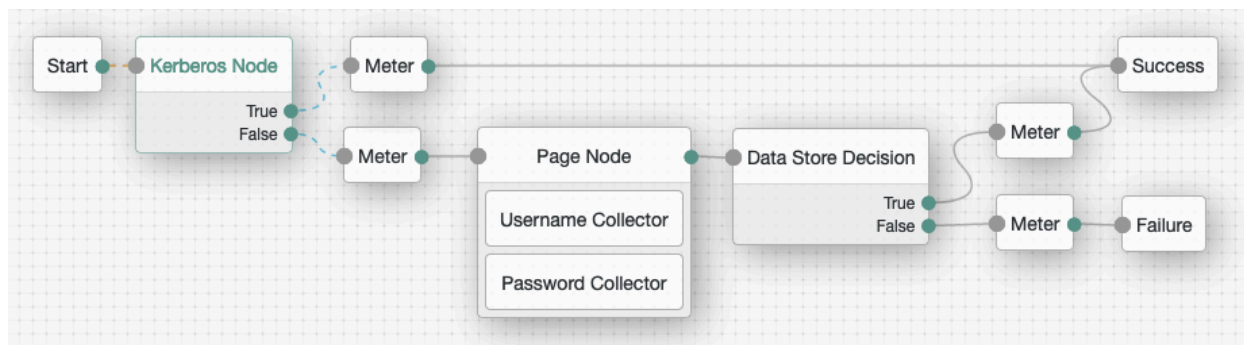 Start
Kerberos Node
True
False
Meter
Meter
Page Node
Username Collector
Password Collector
Data Store Decision
True
False
Meter
Meter
Success
Failure